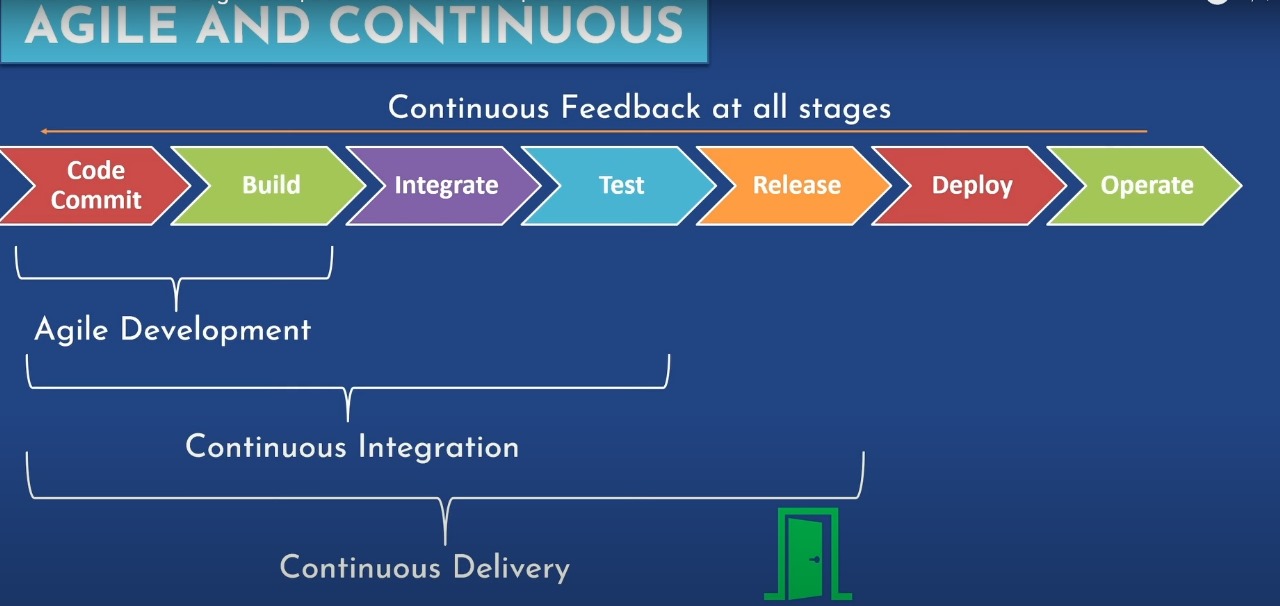 AGILE AND CONTINUOUS
Continuous Feedback at all stages
Code
Commit
Build
Integrate
Test
Release
Deploy
Operate
Agile Development
Continuous Integration
Continuous Delivery